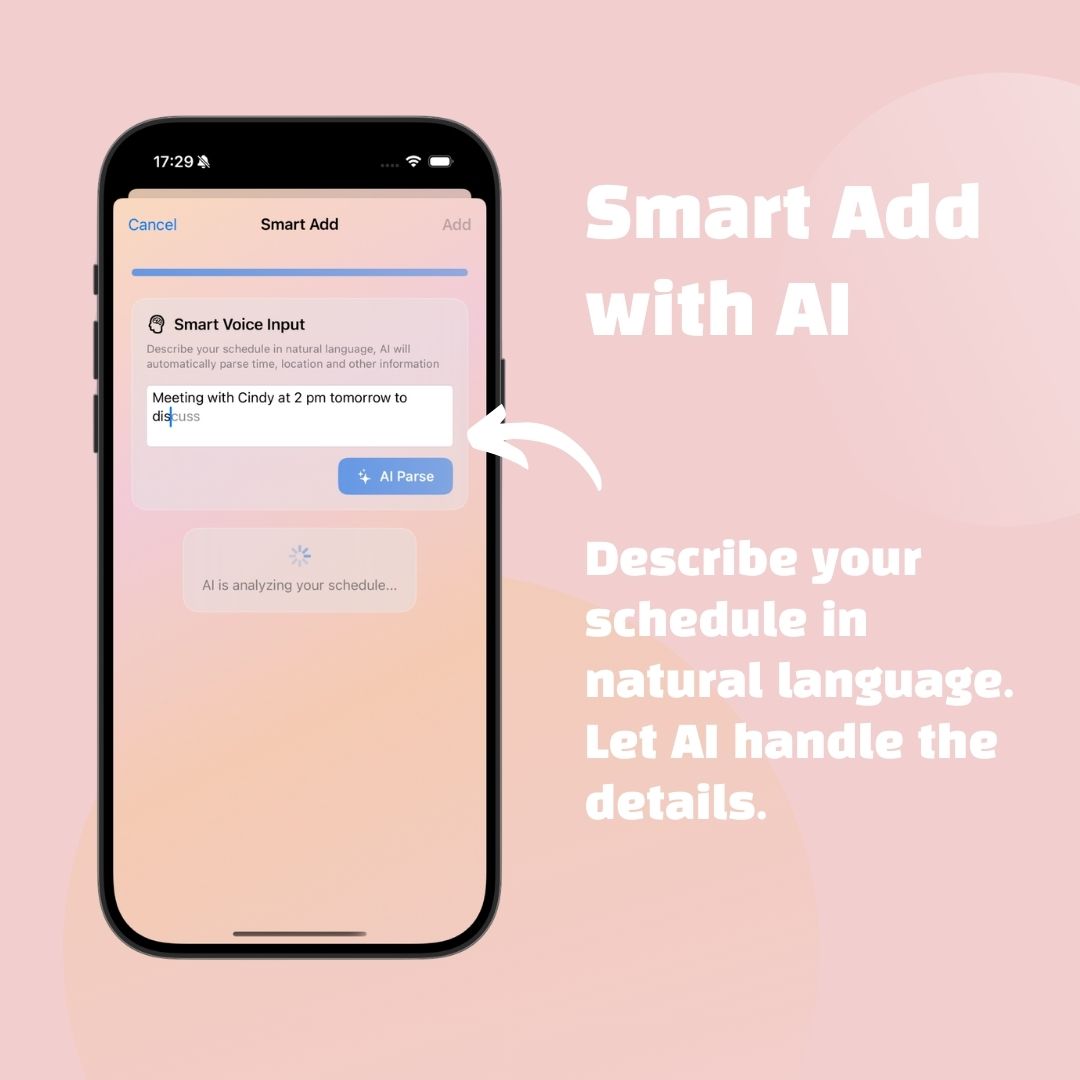 17:29
Cancel
Smart Add
Add
Smart Voice Input
Describe your schedule in natural language, AI will
automatically parse time, location and other information
Meeting with Cindy at 2 pm tomorrow to
discuss
AI Parse
AI is analyzing your schedule...
Smart Add
with AI
Describe your
schedule in
natural language.
Let AI handle the
details.